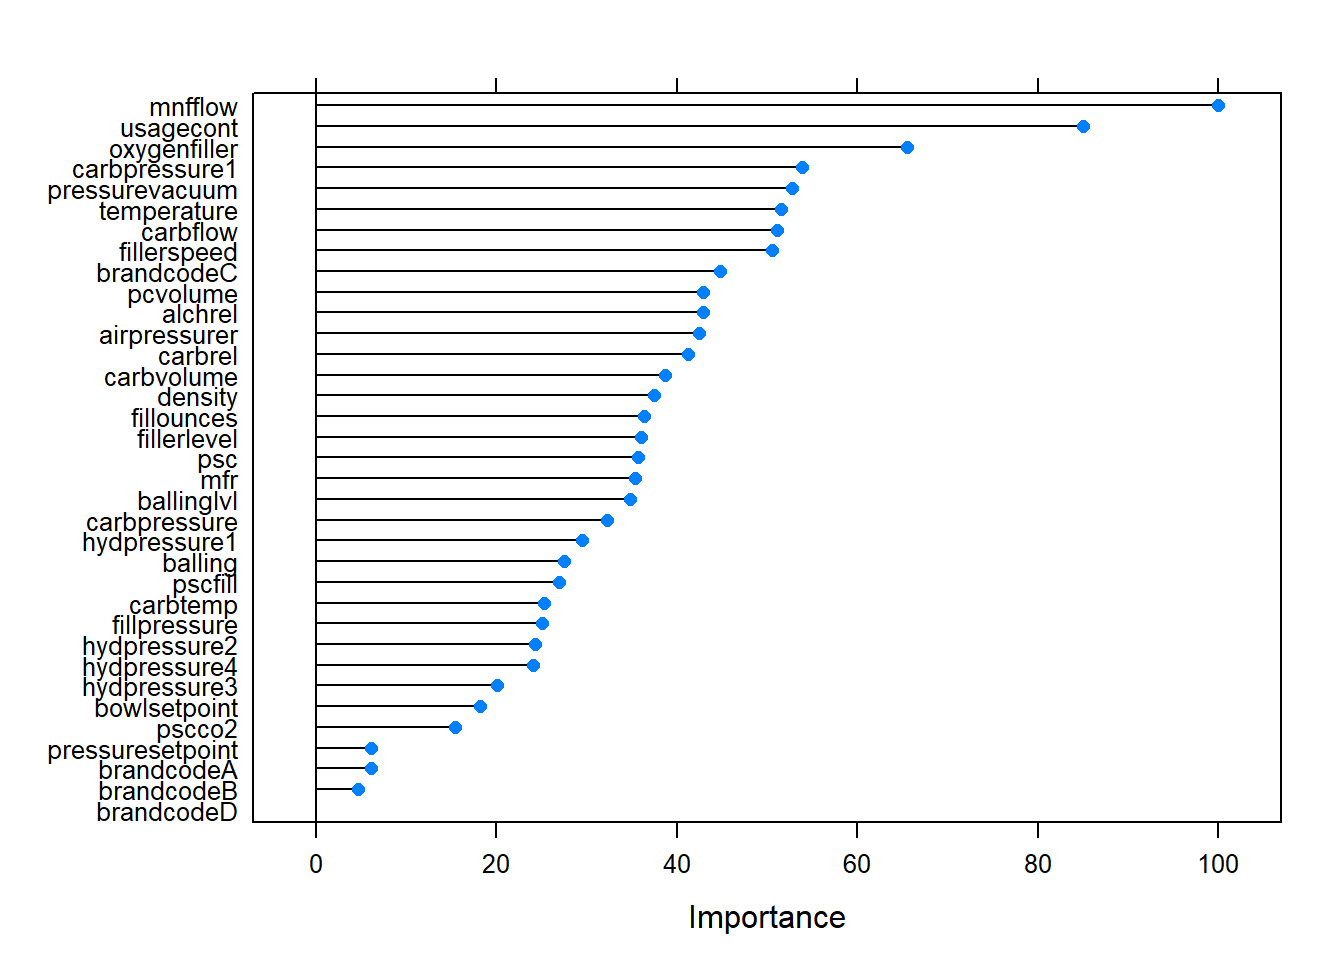 mnfflow
usagecont
oxygenfiller
carbpressure1
pressurevacuum
temperature
carbflow
fillerspeed
brandcodeC
pcvolume
alchrel
airpressurer
carbrel
carbvolume
density
fillounces
fillerlevel
psc
mfr
ballinglvl
carbpressure
hydpressure1
balling
pscfill
carbtemp
fillpressure
hydpressure2
hydpressure4
hydpressure3
bowlsetpoint
pscco2
pressuresetpoint
brandcodeA
brandcodeB
brandcodeD
0 20 40 60 80 100
Importance